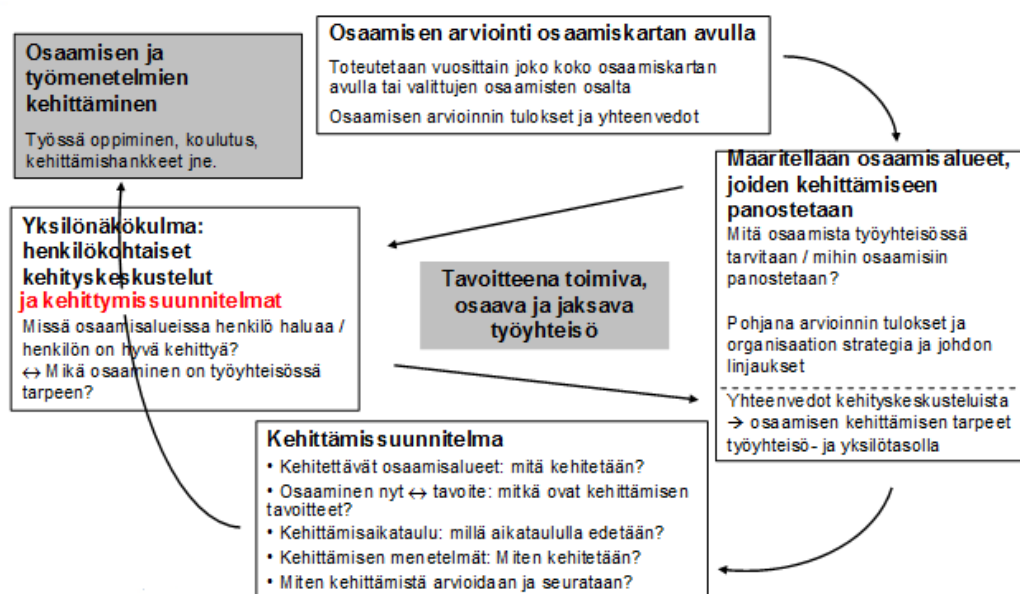 Osaamisen ja
työmenetelmien
kehittäminen
Työssä oppiminen, koulutus,
kehittämishankkeet jne.
Osaamisen arviointi osaamiskartan avulla
Toteutetaan vuosittain joko koko osaamiskartan
avulla tai valittujen osaamisten osalta
Osaamisen arvioinnin tulokset ja yhteenvedot
Määritellään osaamisalueet,
joiden kehittämiseen
panostetaan
Mitä osaamista työyhteisössä
tarvitaan / mihin osaamisiin
panostetaan?
Pohjana arvioinnin tulokset ja
organisaation strategia ja johdon
linjaukset
Yhteenvedot kehityskeskusteluista
→ osaamisen kehittämisen tarpeet
työyhteisö- ja yksilötasolla
Yksilönäkökulma:
henkilökohtaiset
kehityskeskustelut
ja kehittymissuunnitelmat
Missä osaamisalueissa henkilö haluaa /
henkilön on hyvä kehittyä?
↔ Mikä osaaminen on työyhteisössä
tarpeen?
Tavoitteena toimiva,
osaava ja jaksava
työyhteisö
Kehittämissuunnitelma
• Kehitettävät osaamisalueet: mitä kehitetään?
• Osaaminen nyt ↔ tavoite: mitkä ovat kehittämisen
tavoitteet?
• Kehittämisaikataulu: millä aikataululla edetään?
• Kehittämisen menetelmät: Miten kehitetään?
• Miten kehittämistä arvioidaan ja seurataan?